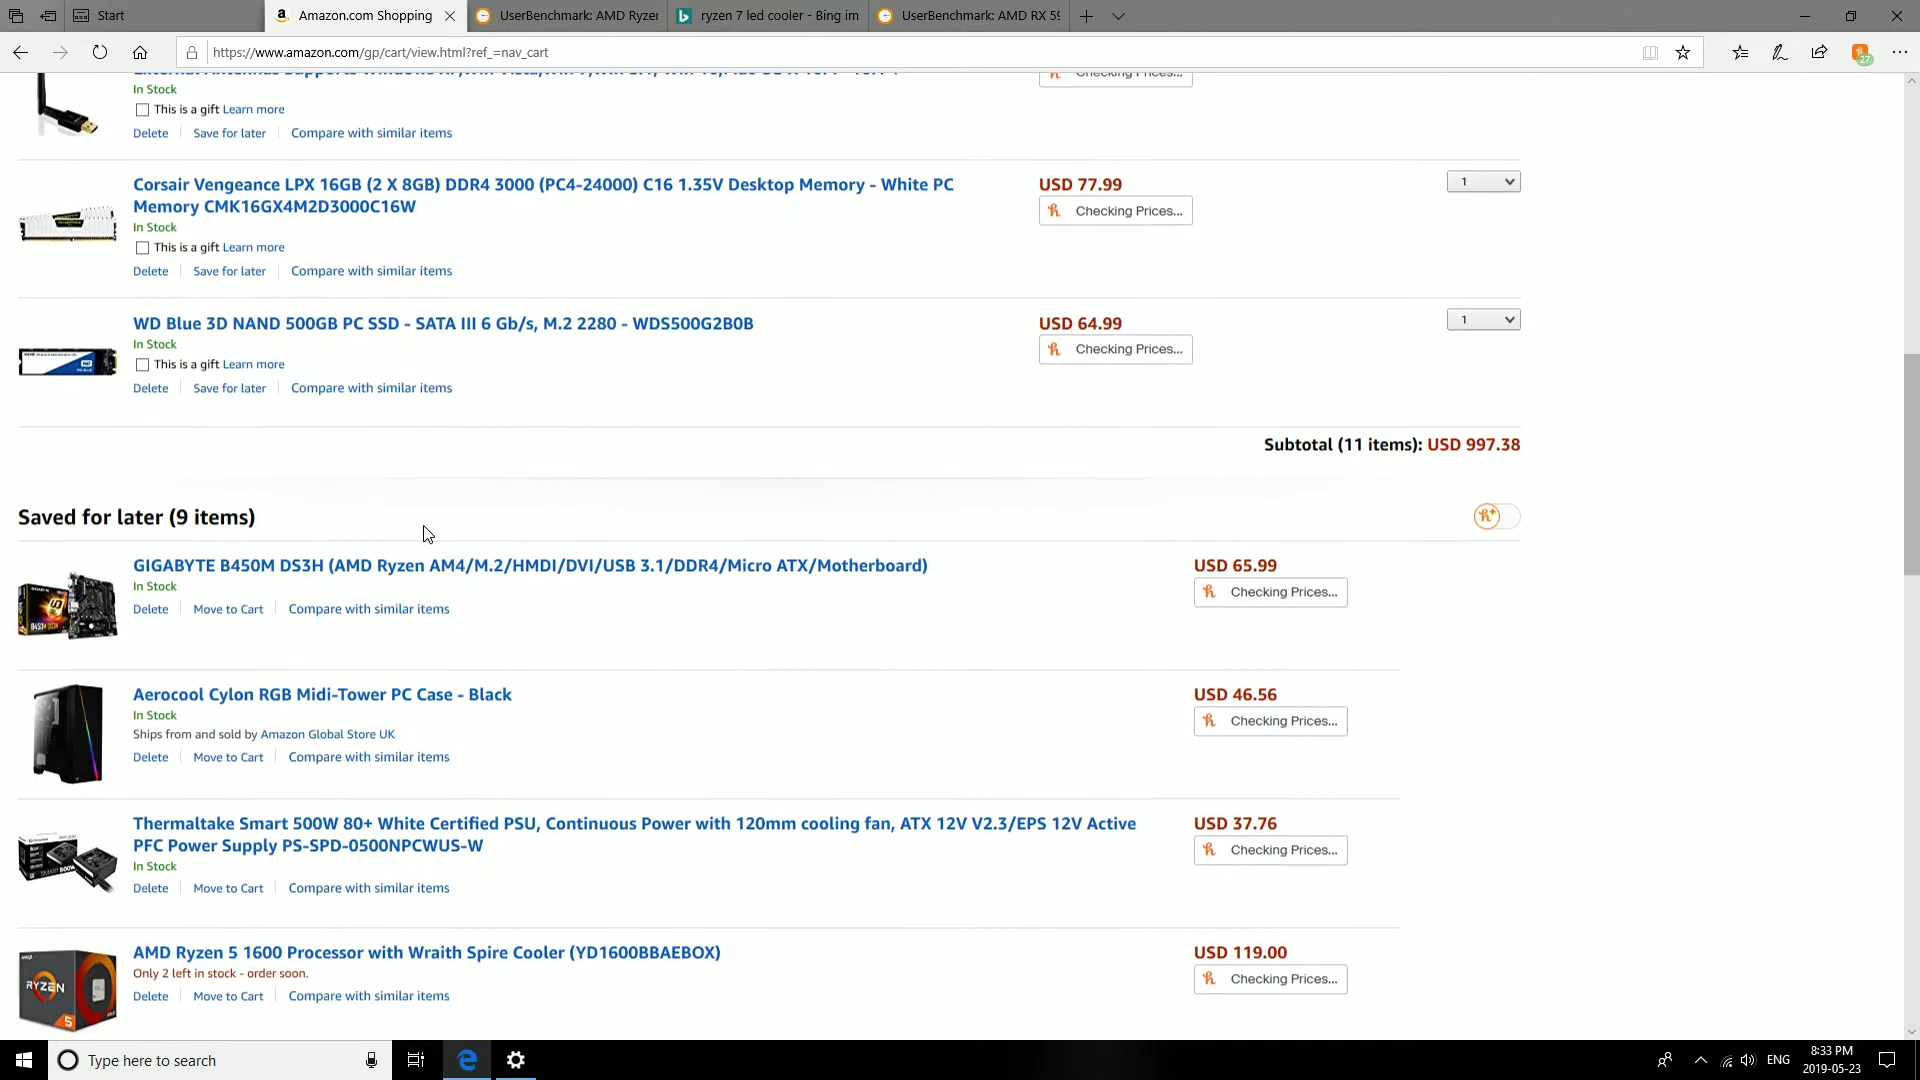 Start
Amazon.com Shopping
UserBenchmark: AMD Ryzer
ryzen 7 led cooler - Bing im
UserBenchmark: AMD RX 59
https://www.amazon.com/gp/cart/view.html?ref_=nav_cart
27
In Stock
Checking Prices...
This is a gift Learn more
Delete
Save for later
Compare with similar items
Corsair Vengeance LPX 16GB (2 X 8GB) DDR4 3000 (PC4-24000) C16 1.35V Desktop Memory - White PC
Memory CMK16GX4M2D3000C16W
USD 77.99
1
Checking Prices...
In Stock
This is a gift Learn more
Delete
Save for later
Compare with similar items
WD Blue 3D NAND 500GB PC SSD - SATA III 6 Gb/s, M.2 2280 - WDS500G2B0B
USD 64.99
1
In Stock
Checking Prices...
This is a gift Learn more
Delete
Save for later
Compare with similar items
Subtotal (11 items): USD 997.38
Saved for later (9 items)
GIGABYTE B450M DS3H (AMD Ryzen AM4/M.2/HMDI/DVI/USB 3.1/DDR4/Micro ATX/Motherboard)
USD 65.99
In Stock
Checking Prices...
Delete
Move to Cart
Compare with similar items
Aerocool Cylon RGB Midi-Tower PC Case - Black
USD 46.56
In Stock
Checking Prices...
Ships from and sold by Amazon Global Store UK
Delete
Move to Cart
Compare with similar items
Thermaltake Smart 500W 80+ White Certified PSU, Continuous Power with 120mm cooling fan, ATX 12V V2.3/EPS 12V Active
PFC Power Supply PS-SPD-0500NPCWUS-W
USD 37.76
Checking Prices...
In Stock
Delete
Move to Cart
Compare with similar items
AMD Ryzen 5 1600 Processor with Wraith Spire Cooler (YD1600BBAEBOX)
USD 119.00
Only 2 left in stock - order soon.
Checking Prices...
Delete
Move to Cart
Compare with similar items
RYZEN
5
Type here to search
ENG
8:33 PM
2019-05-23